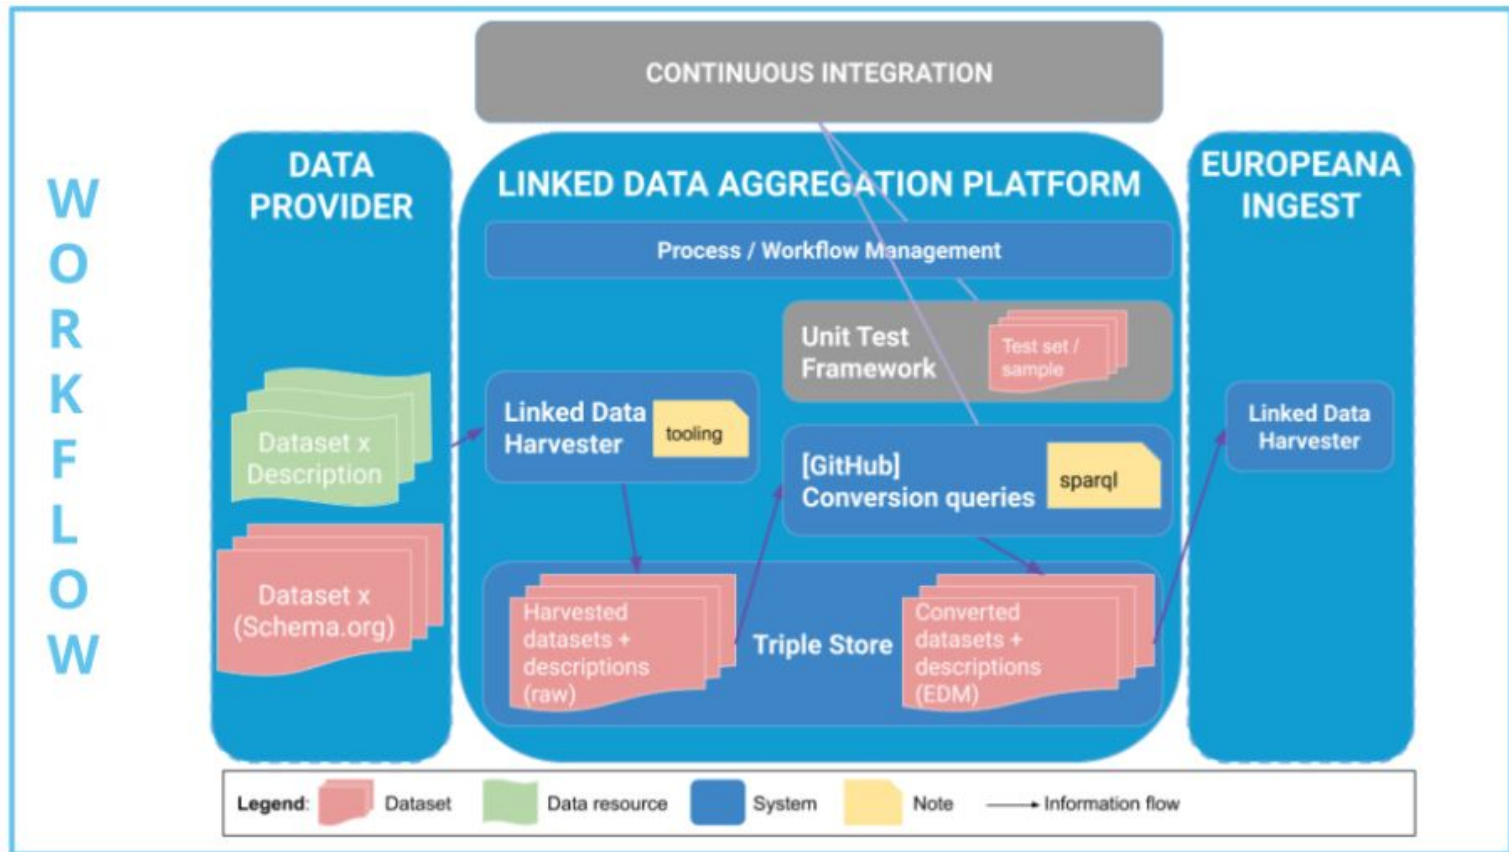 WORKFLOW
CONTINUOUS INTEGRATION
DATA
PROVIDER
LINKED DATA AGGREGATION PLATFORM
EUROPEANA
INGEST
Process / Workflow Management
Unit Test
Framework
Test set /
sample
Dataset x
Description
Linked Data
Harvester
tooling
[GitHub]
Conversion queries
sparql
Linked Data
Harvester
Dataset x
(Schema.org)
Harvested
datasets +
descriptions
(raw)
Triple Store
Converted
datasets +
descriptions
(EDM)
Legend: Dataset Data resource System Note Information flow